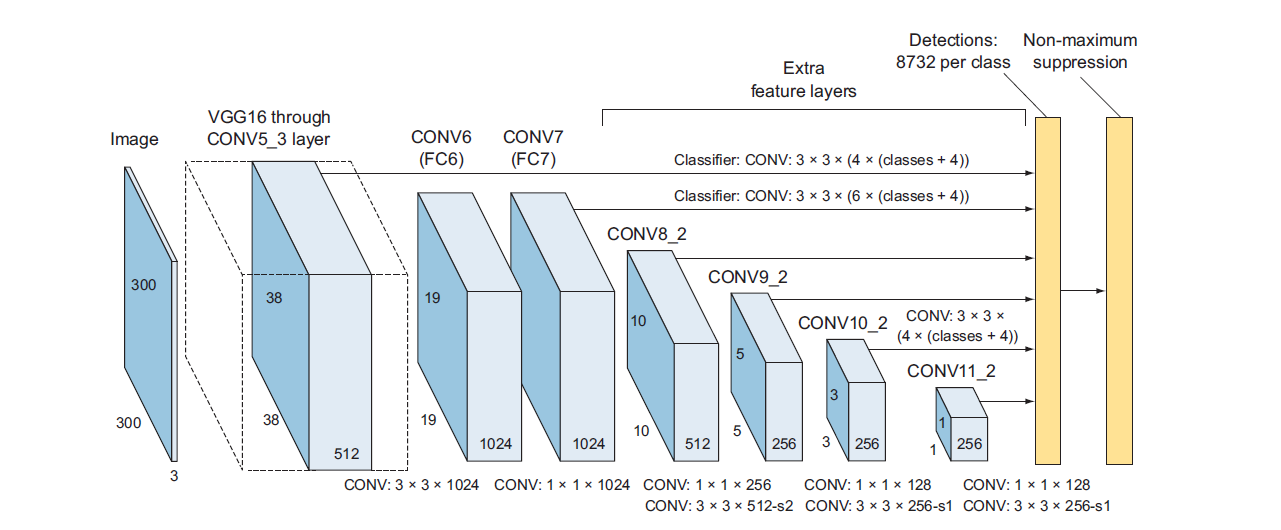 Detections:
8732 per class
Non-maximum
suppression
Extra
feature layers
VGG16 through
CONV5_3 layer
Image
CONV6
(FC6)
CONV7
(FC7)
Classifier: CONV: 3 × 3 × (4 × (classes + 4))
Classifier: CONV: 3 × 3 × (6 × (classes + 4))
CONV8_2
CONV9_2
CONV10_2
CONV: 3 × 3 ×
(4 × (classes + 4))
CONV11_2
300
300
3
38
38
512
19
19
1024
1024
10
10
512
5
5
256
3
3
256
1
1
256
CONV: 3 × 3 × 1024
CONV: 1 × 1 × 1024
CONV: 1 × 1 × 256
CONV: 3 × 3 × 512-s2
CONV: 1 × 1 × 128
CONV: 3 × 3 × 256-s1
CONV: 1 × 1 × 128
CONV: 3 × 3 × 256-s1